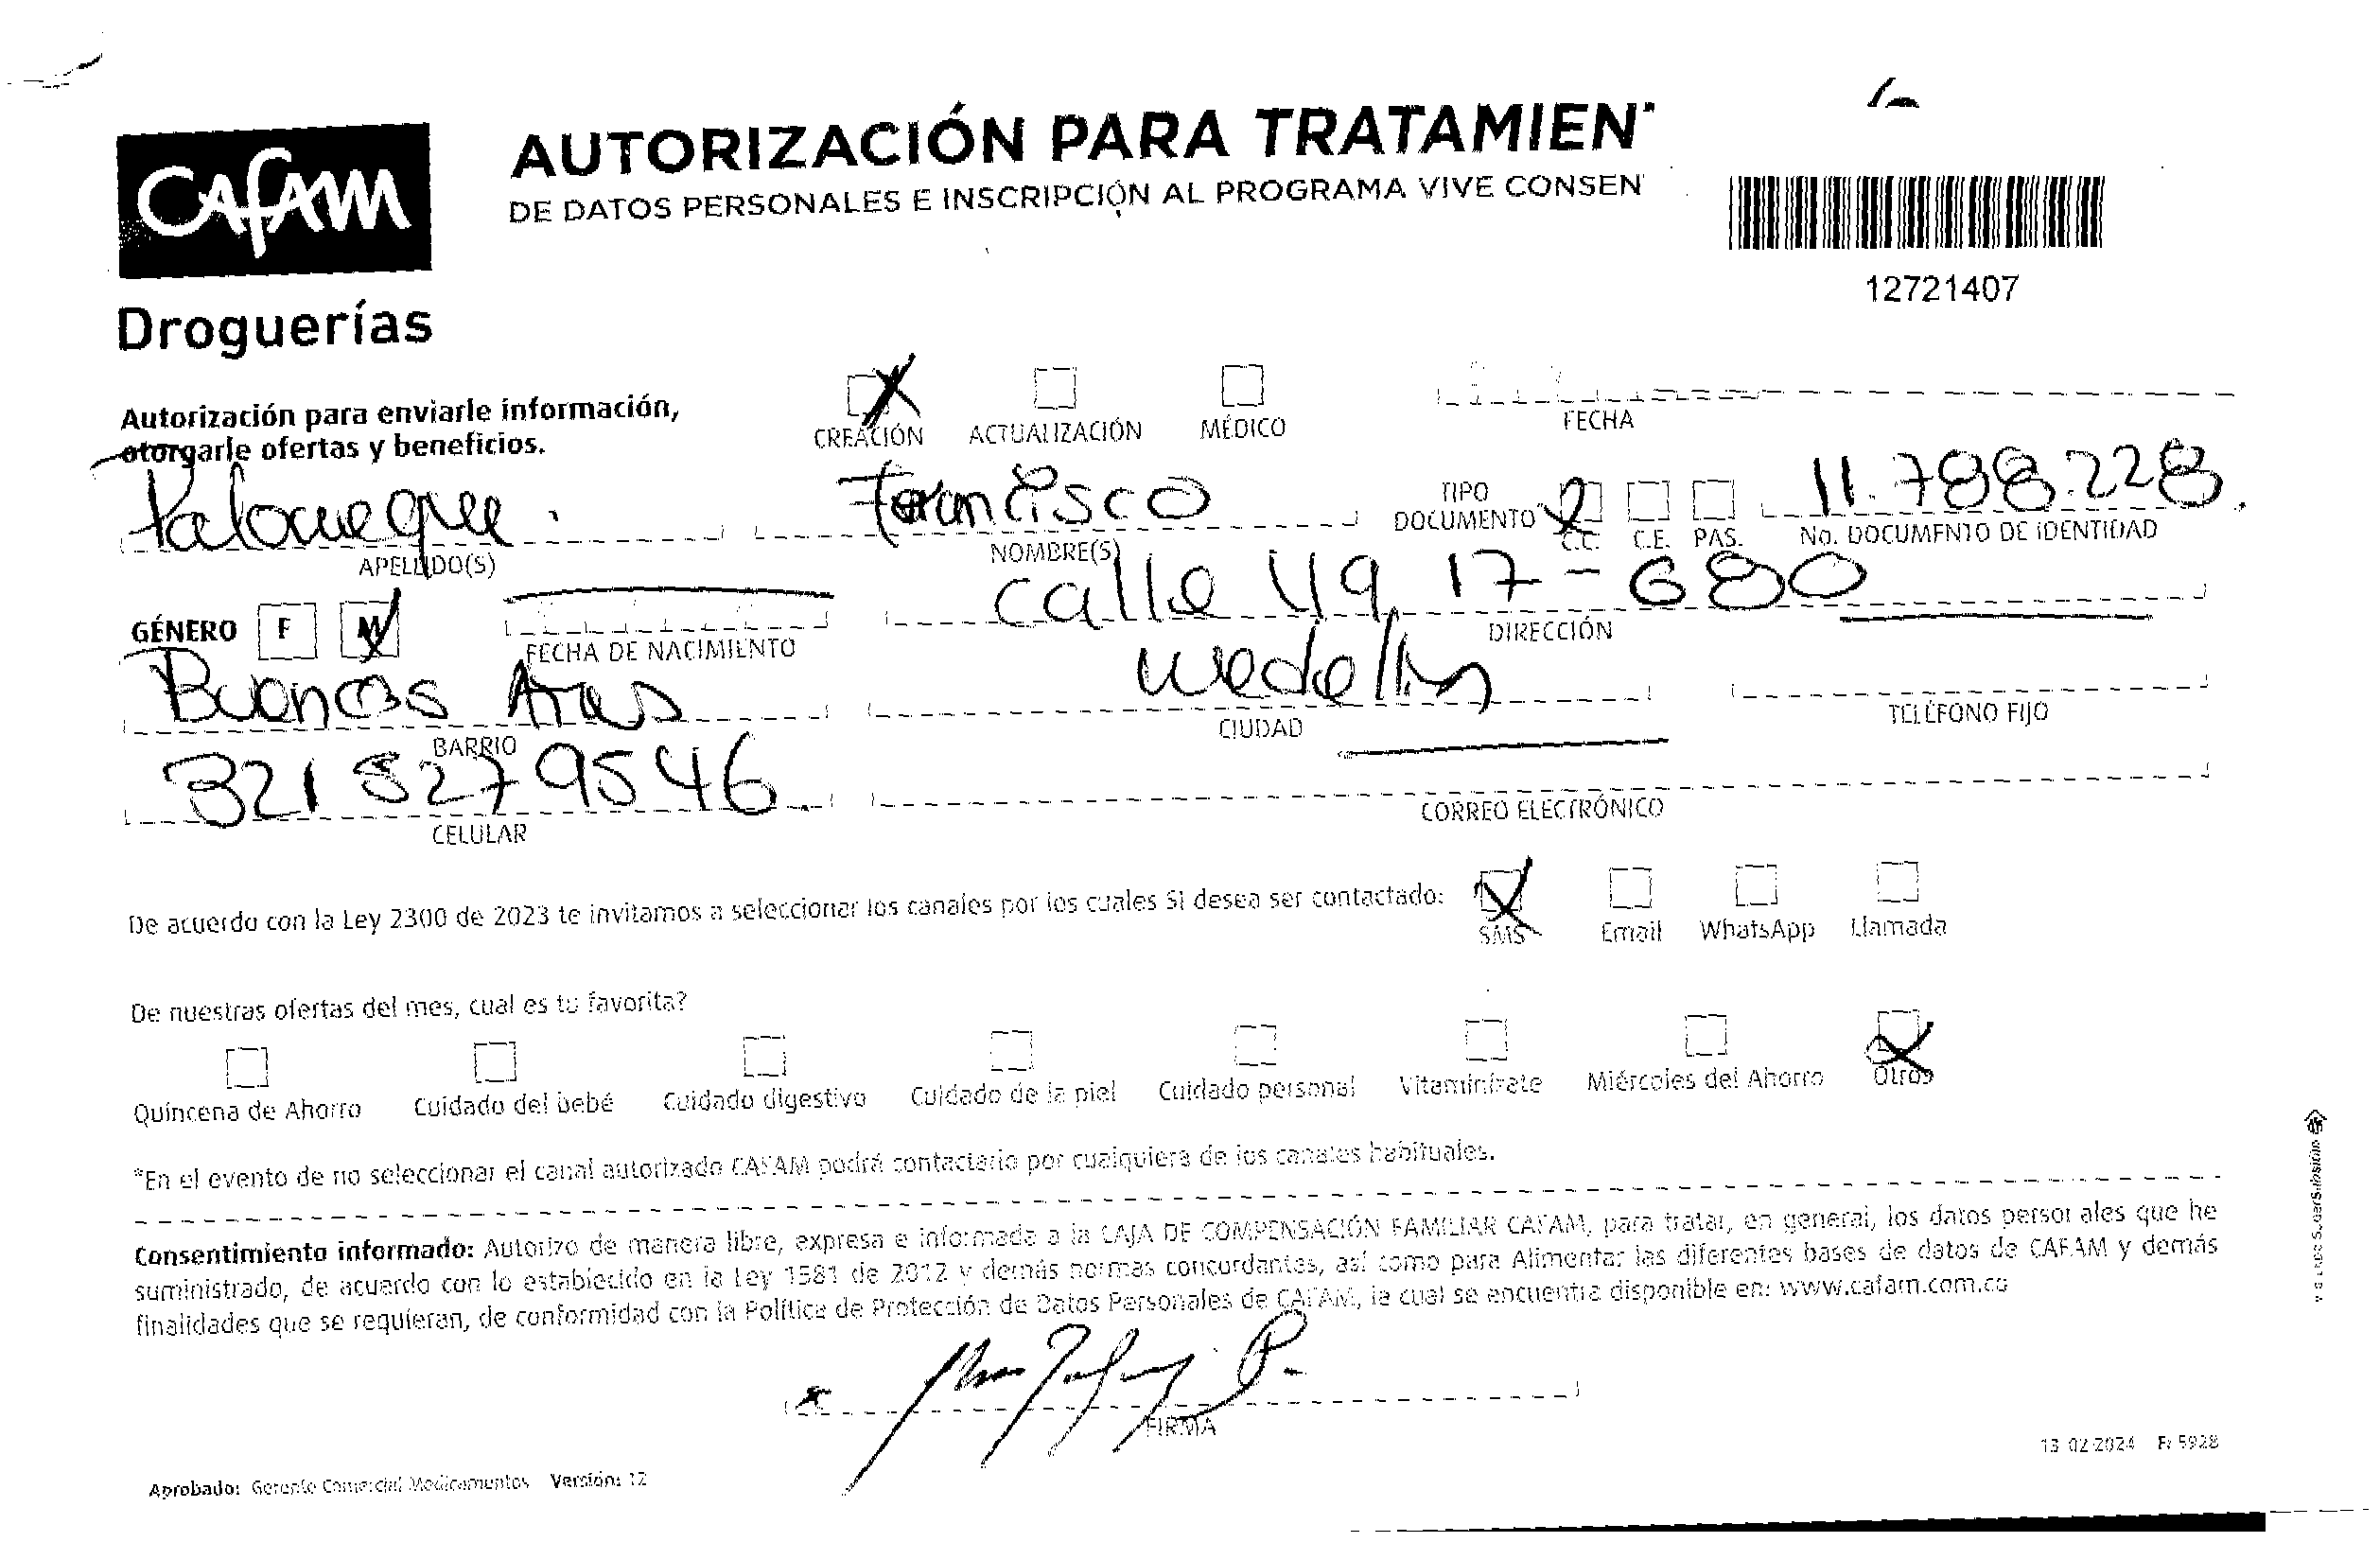 CAFAM
Droguerías
AUTORIZACIÓN PARA TRATAMIEN
DE DATOS PERSONALES E INSCRIPCIÓN AL PROGRAMA VIVE CONSEN
12721407
Autorización para enviarle información,
otorgarle ofertas y beneficios.
CREACIÓN ACTUALIZACIÓN MÉDICO FECHA
Palomeque Francisco 11.788.228
APELLIDO(S) NOMBRE(S) TIPO DOCUMENTO C.C. C.E. PAS. No. DOCUMENTO DE IDENTIDAD
calle 49 17-680
GÉNERO F M FECHA DE NACIMIENTO DIRECCIÓN
Buenos Aires Medellin
BARRIO CIUDAD TELÉFONO FIJO
321 8279546
CELULAR CORREO ELECTRÓNICO
De acuerdo con la Ley 2300 de 2023 te invitamos a seleccionar los canales por los cuales SI desea ser contactado: SMS Email WhatsApp Llamada
De nuestras ofertas del mes, cual es tu favorita?
Quincena de Ahorro Cuidado del bebé Cuidado digestivo Cuidado de la piel Cuidado personal Vitamínizate Miércoles del Ahorro Otros
*En el evento de no seleccionar el canal autorizado CAFAM podrá contactarlo por cualquiera de los canales habituales.
Consentimiento informado: Autorizo de manera libre, expresa e informada a la CAJA DE COMPENSACIÓN FAMILIAR CAFAM, para tratar, en general, los datos personales que he
suministrado, de acuerdo con lo establecido en la Ley 1581 de 2012 y demás normas concordantes, así como para Alimentar las diferentes bases de datos de CAFAM y demás
finalidades que se requieran, de conformidad con la Política de Protección de Datos Personales de CAFAM, la cual se encuentra disponible en: www.cafam.com.co
FIRMA
13 02 2024 F: 5928
Aprobado: Gerente Comercial Medicamentos Versión: 12